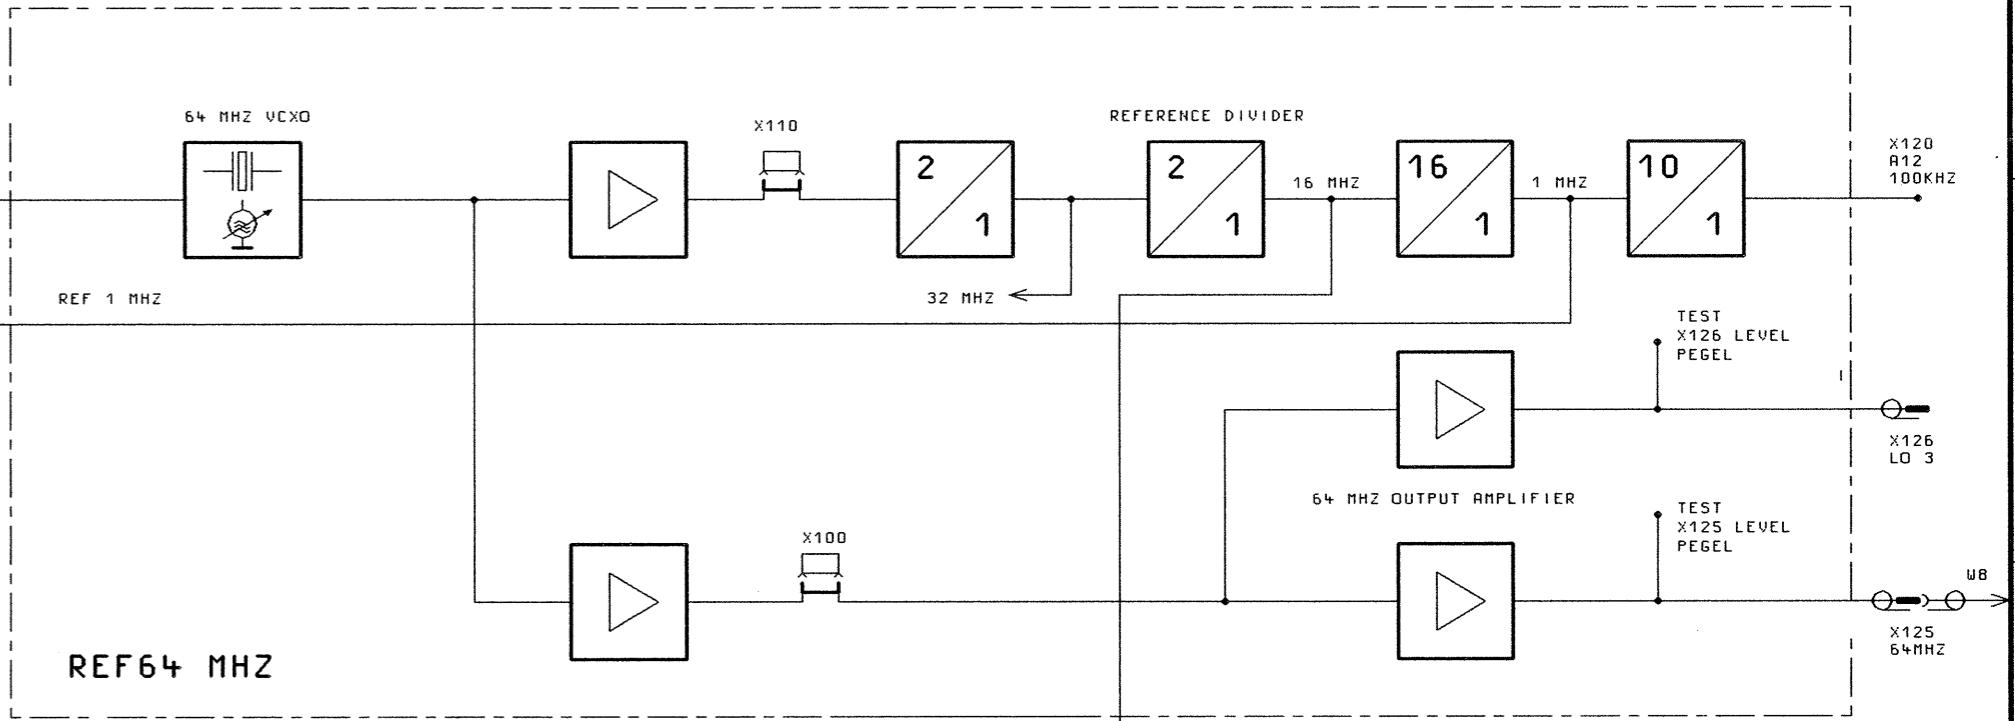 64 MHZ VCXO
X110
REFERENCE DIVIDER
X120
A12
100KHZ
2
1
2
1
16 MHZ
16
1
1 MHZ
10
1
REF 1 MHZ
32 MHZ
TEST
X126 LEVEL
PEGEL
X126
LO 3
64 MHZ OUTPUT AMPLIFIER
TEST
X125 LEVEL
PEGEL
X100
W8
X125
64MHZ
REF64 MHZ